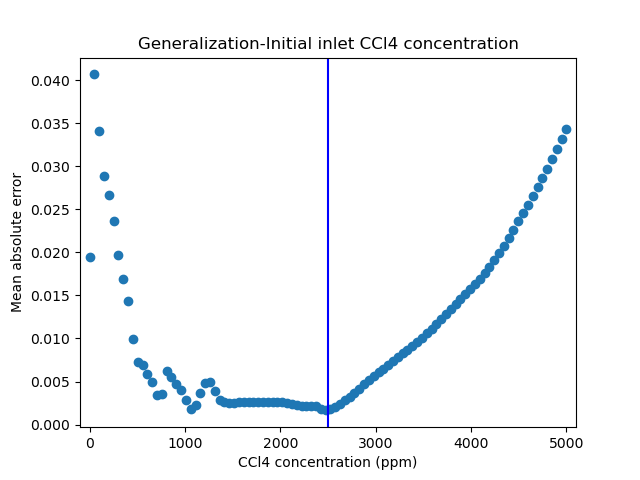 Generalization-Initial inlet CCl4 concentration
0.040
0.035
0.030
0.025
0.020
0.015
0.010
0.005
0.000
Mean absolute error
0 1000 2000 3000 4000 5000
CCl4 concentration (ppm)